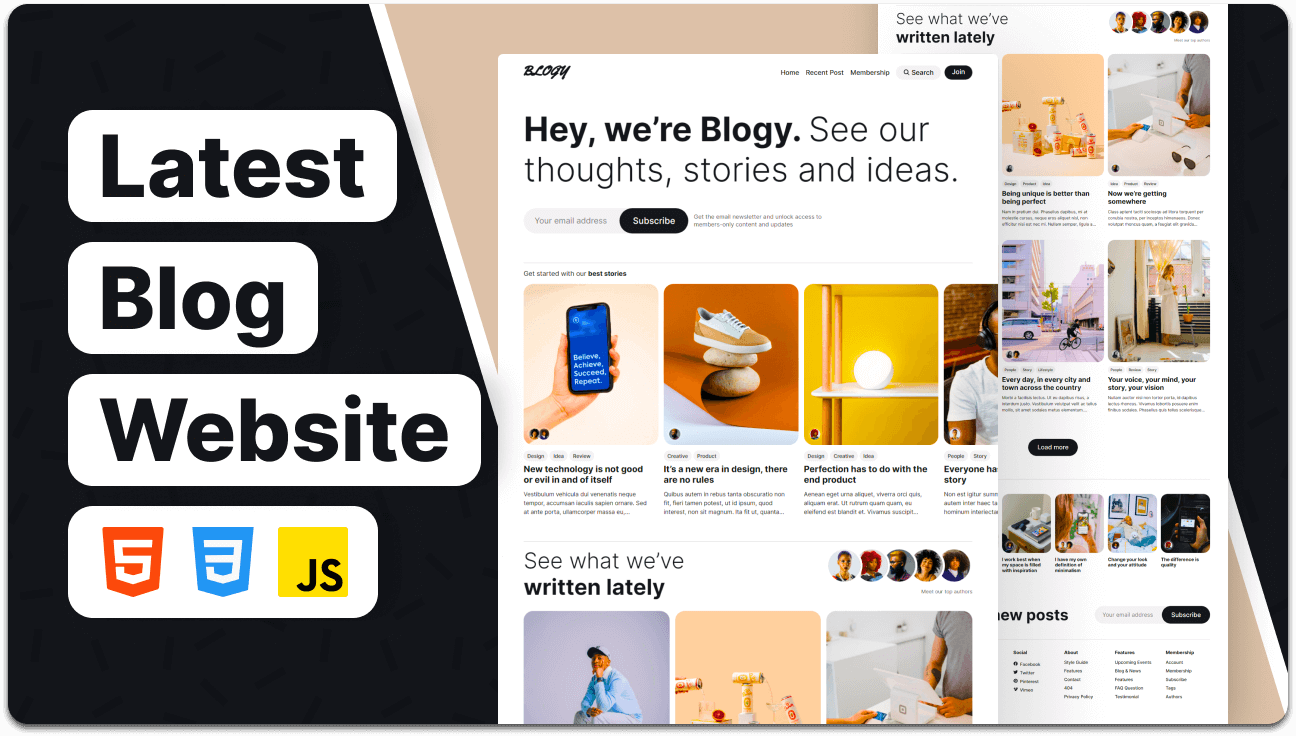 Latest
Blog
Website
JS
BLOGY
Home Recent Post Membership Search Join
Hey, we’re Blogy. See our
thoughts, stories and ideas.
Your email address Subscribe
Get the email newsletter and unlock access to
members-only content and updates
Get started with our best stories
Believe,
Achieve,
Succeed,
Repeat.
Design Idea Review
New technology is not good
or evil in and of itself
Vestibulum vehicula dui venenatis neque
tempor, accumsan iaculis sapien ornare. Sed
at ante porta, ullamcorper massa eu,...
Creative Product
It’s a new era in design, there
are no rules
Quibus autem in rebus tanta obscuratio non
fit, fieri tamen potest, ut id ipsum, quod
interest, non sit magnum. Ita fit ut, quanta...
Design Creative Idea
Perfection has to do with the
end product
Aenean eget urna aliquet, viverra orci quis,
aliquam erat. Ut rutrum quam quam, eu
eleifend est blandit et. Vivamus suscipit...
People Story
Everyone ha
story
Non est igitur summ
autem inter haec ta
hominum interiecta
See what we’ve
written lately
Meet our top authors
See what we’ve
written lately
Meet our top authors
Design Product Idea
Being unique is better than
being perfect
Idea Product Review
Now we’re getting
somewhere
People Story Lifestyle
Every day, in every city and
town across the country
People Review Story
Your voice, your mind, your
story, your vision
Load more
I work best when
my space is filled
with inspiration
I have my own
definition of
minimalism
Change your look
and your attitude
The difference is
quality
new posts
Your email address Subscribe
Social
Facebook
Twitter
Pinterest
Vimeo
About
Style Guide
Features
Contact
404
Privacy Policy
Features
Upcoming Events
Blog & News
Features
FAQ Question
Testimonial
Membership
Account
Membership
Subscribe
Tags
Authors